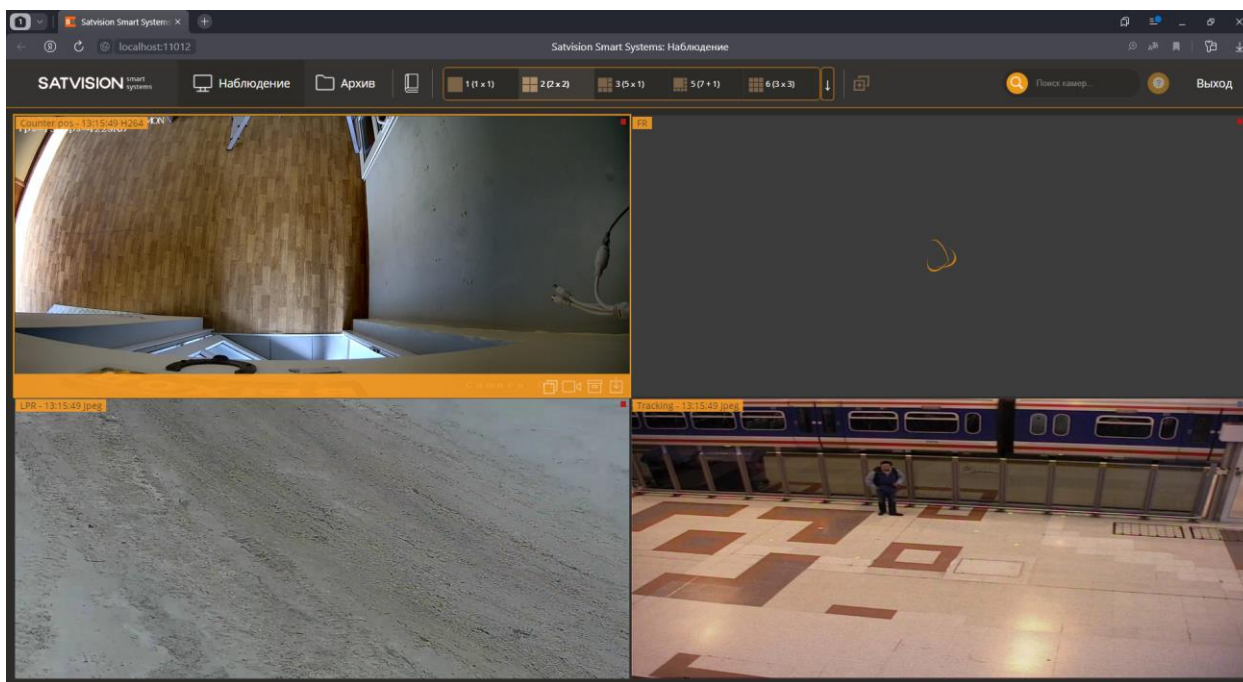 1
Satvision Smart System:
localhost:11012
Satvision Smart Systems: Наблюдение
SATVISION smart systems
Наблюдение
Архив
1 (1 x 1)
2 (2 x 2)
3 (5 x 1)
5 (7 + 1)
6 (3 x 3)
Поиск камер...
?
Выход
Counter pos - 13:15:49 H264
FR
LPR - 13:15:49 Jpeg
Tracking - 13:15:49 Jpeg